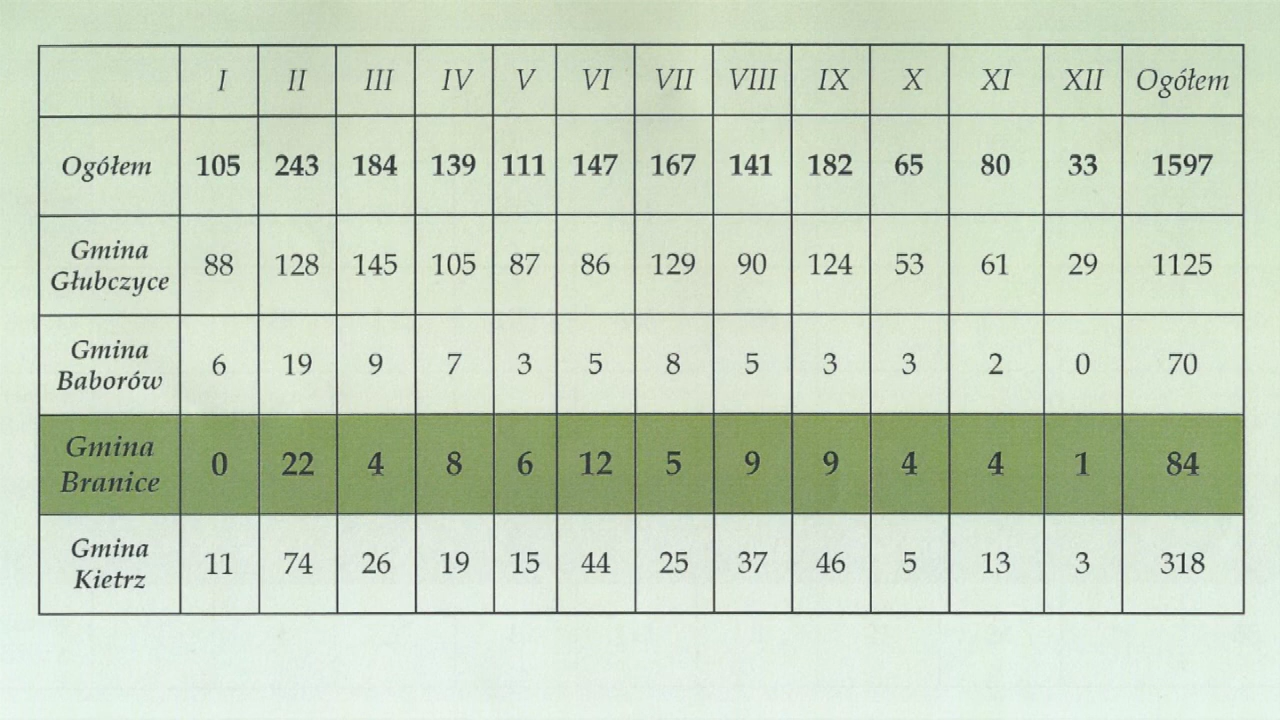 I II III IV V VI VII VIII IX X XI XII Ogółem
Ogółem 105 243 184 139 111 147 167 141 182 65 80 33 1597
Gmina
Głubczyce 88 128 145 105 87 86 129 90 124 53 61 29 1125
Gmina
Baborów 6 19 9 7 3 5 8 5 3 3 2 0 70
Gmina
Branice 0 22 4 8 6 12 5 9 9 4 4 1 84
Gmina
Kietrz 11 74 26 19 15 44 25 37 46 5 13 3 318